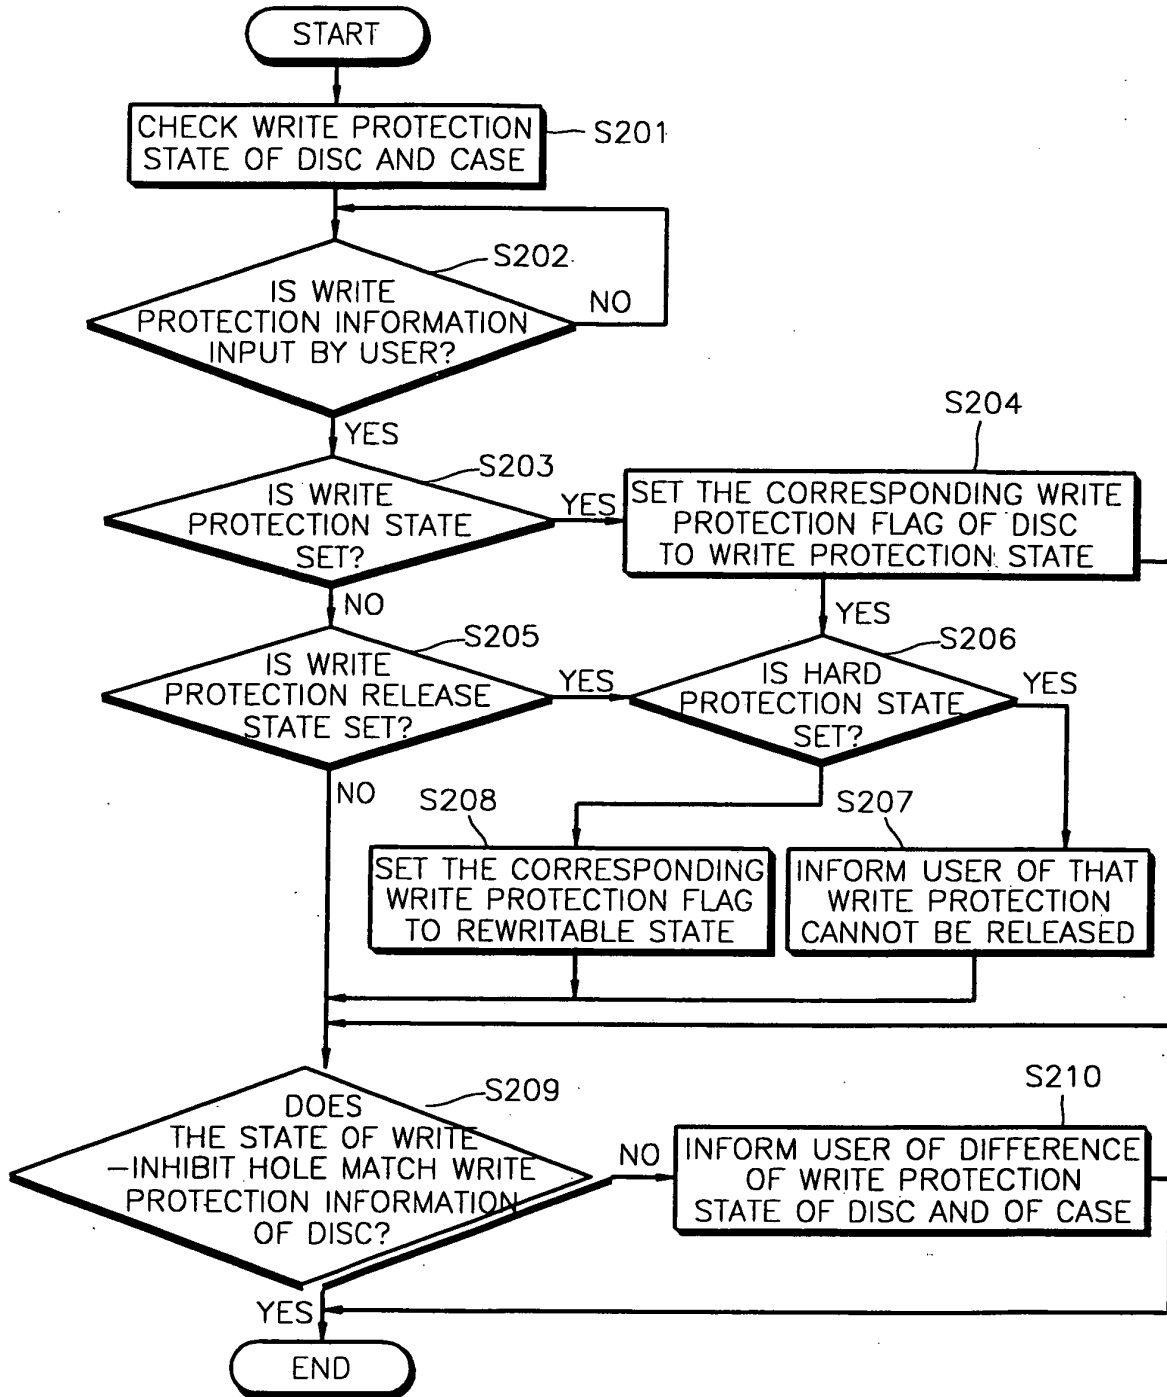 START
CHECK WRITE PROTECTION
STATE OF DISC AND CASE
S201
S202
IS WRITE
PROTECTION INFORMATION
INPUT BY USER?
NO
YES
S203
IS WRITE
PROTECTION STATE
SET?
YES
S204
SET THE CORRESPONDING WRITE
PROTECTION FLAG OF DISC
TO WRITE PROTECTION STATE
NO
YES
S205
IS WRITE
PROTECTION RELEASE
STATE SET?
YES
S206
IS HARD
PROTECTION STATE
SET?
YES
NO
S208
SET THE CORRESPONDING
WRITE PROTECTION FLAG
TO REWRITABLE STATE
S207
INFORM USER OF THAT
WRITE PROTECTION
CANNOT BE RELEASED
S209
DOES
THE STATE OF WRITE
-INHIBIT HOLE MATCH WRITE
PROTECTION INFORMATION
OF DISC?
NO
S210
INFORM USER OF DIFFERENCE
OF WRITE PROTECTION
STATE OF DISC AND OF CASE
YES
END